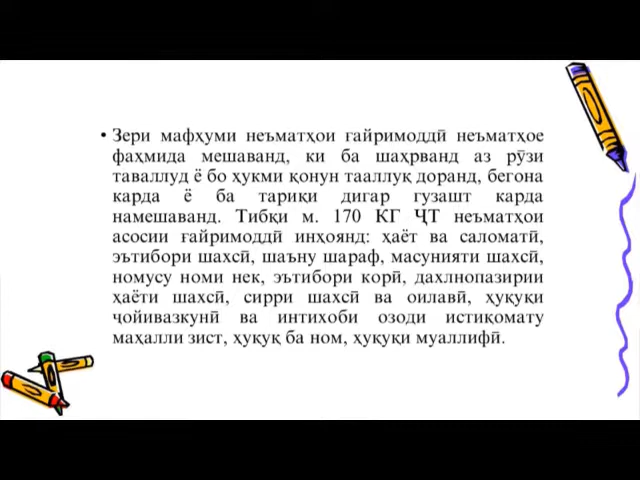 • Зери мафҳуми неъматҳои ғайримоддӣ неъматҳое
фаҳмида мешаванд, ки ба шаҳрванд аз рӯзи
таваллуд ё бо ҳукми қонун тааллуқ доранд, бегона
карда ё ба тариқи дигар гузашт карда
намешаванд. Тибқи м. 170 КГ ҶТ неъматҳои
асосии ғайримоддӣ инҳоянд: ҳаёт ва саломатӣ,
эътибори шахсӣ, шаъну шараф, масунияти шахсӣ,
номусу номи нек, эътибори корӣ, дахлнопазирии
ҳаёти шахсӣ, сирри шахсӣ ва оилавӣ, ҳуқуқи
ҷойивазкунӣ ва интихоби озоди истиқомату
маҳалли зист, ҳуқуқ ба ном, ҳуқуқи муаллифӣ.